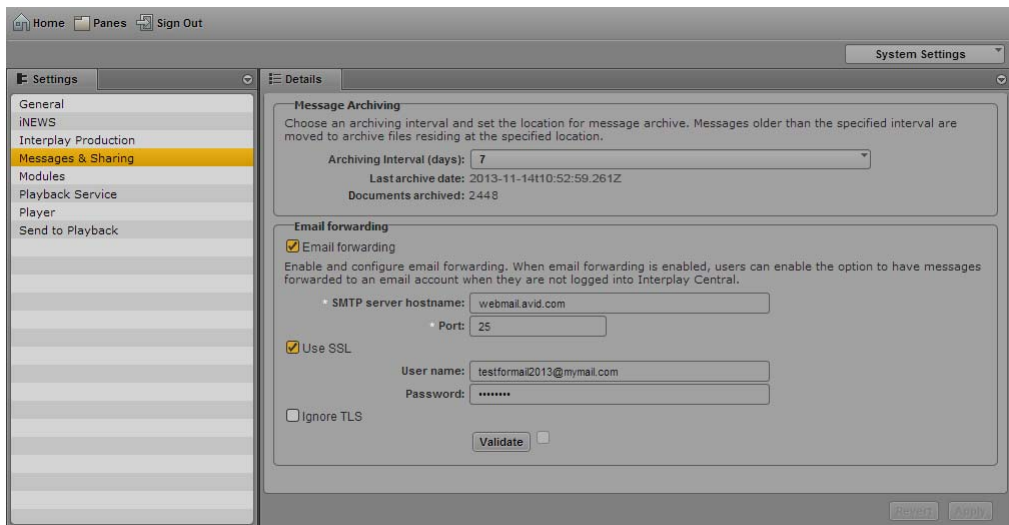 Home Panes Sign Out
System Settings
Settings
General
iNEWS
Interplay Production
Messages & Sharing
Modules
Playback Service
Player
Send to Playback
Details
Message Archiving
Choose an archiving interval and set the location for message archive. Messages older than the specified interval are
moved to archive files residing at the specified location.
Archiving Interval (days): 7
Last archive date: 2013-11-14t10:52:59.261Z
Documents archived: 2448
Email forwarding
Email forwarding
Enable and configure email forwarding. When email forwarding is enabled, users can enable the option to have messages
forwarded to an email account when they are not logged into Interplay Central.
* SMTP server hostname: webmail.avid.com
* Port: 25
Use SSL
User name: testformail2013@mymail.com
Password: ••••••••
Ignore TLS
Validate
Revert Apply